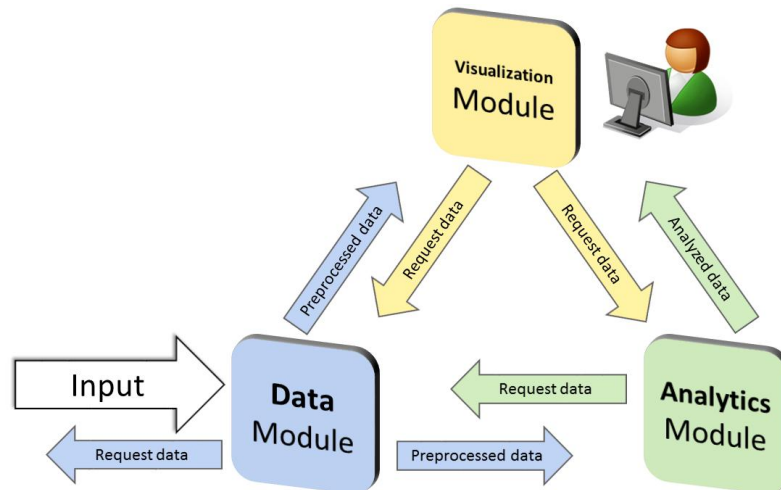 Visualization
Module
Preprocessed data
Request data
Request data
Analyzed data
Input
Data
Module
Request data
Analytics
Module
Request data
Preprocessed data